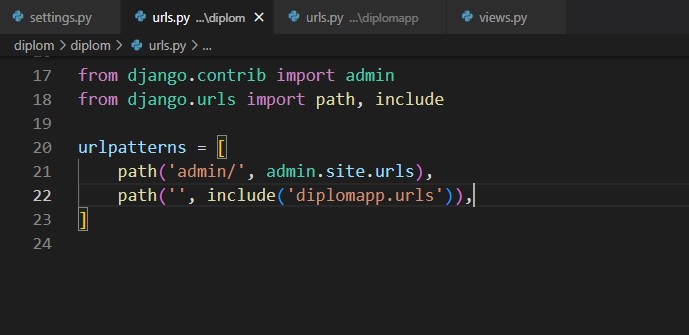 settings.py
urls.py ...\diplom
urls.py ...\diplomapp
views.py
diplom > diplom > urls.py > ...
17 from django.contrib import admin
18 from django.urls import path, include
19
20 urlpatterns = [
21     path('admin/', admin.site.urls),
22     path('', include('diplomapp.urls')),
23 ]
24